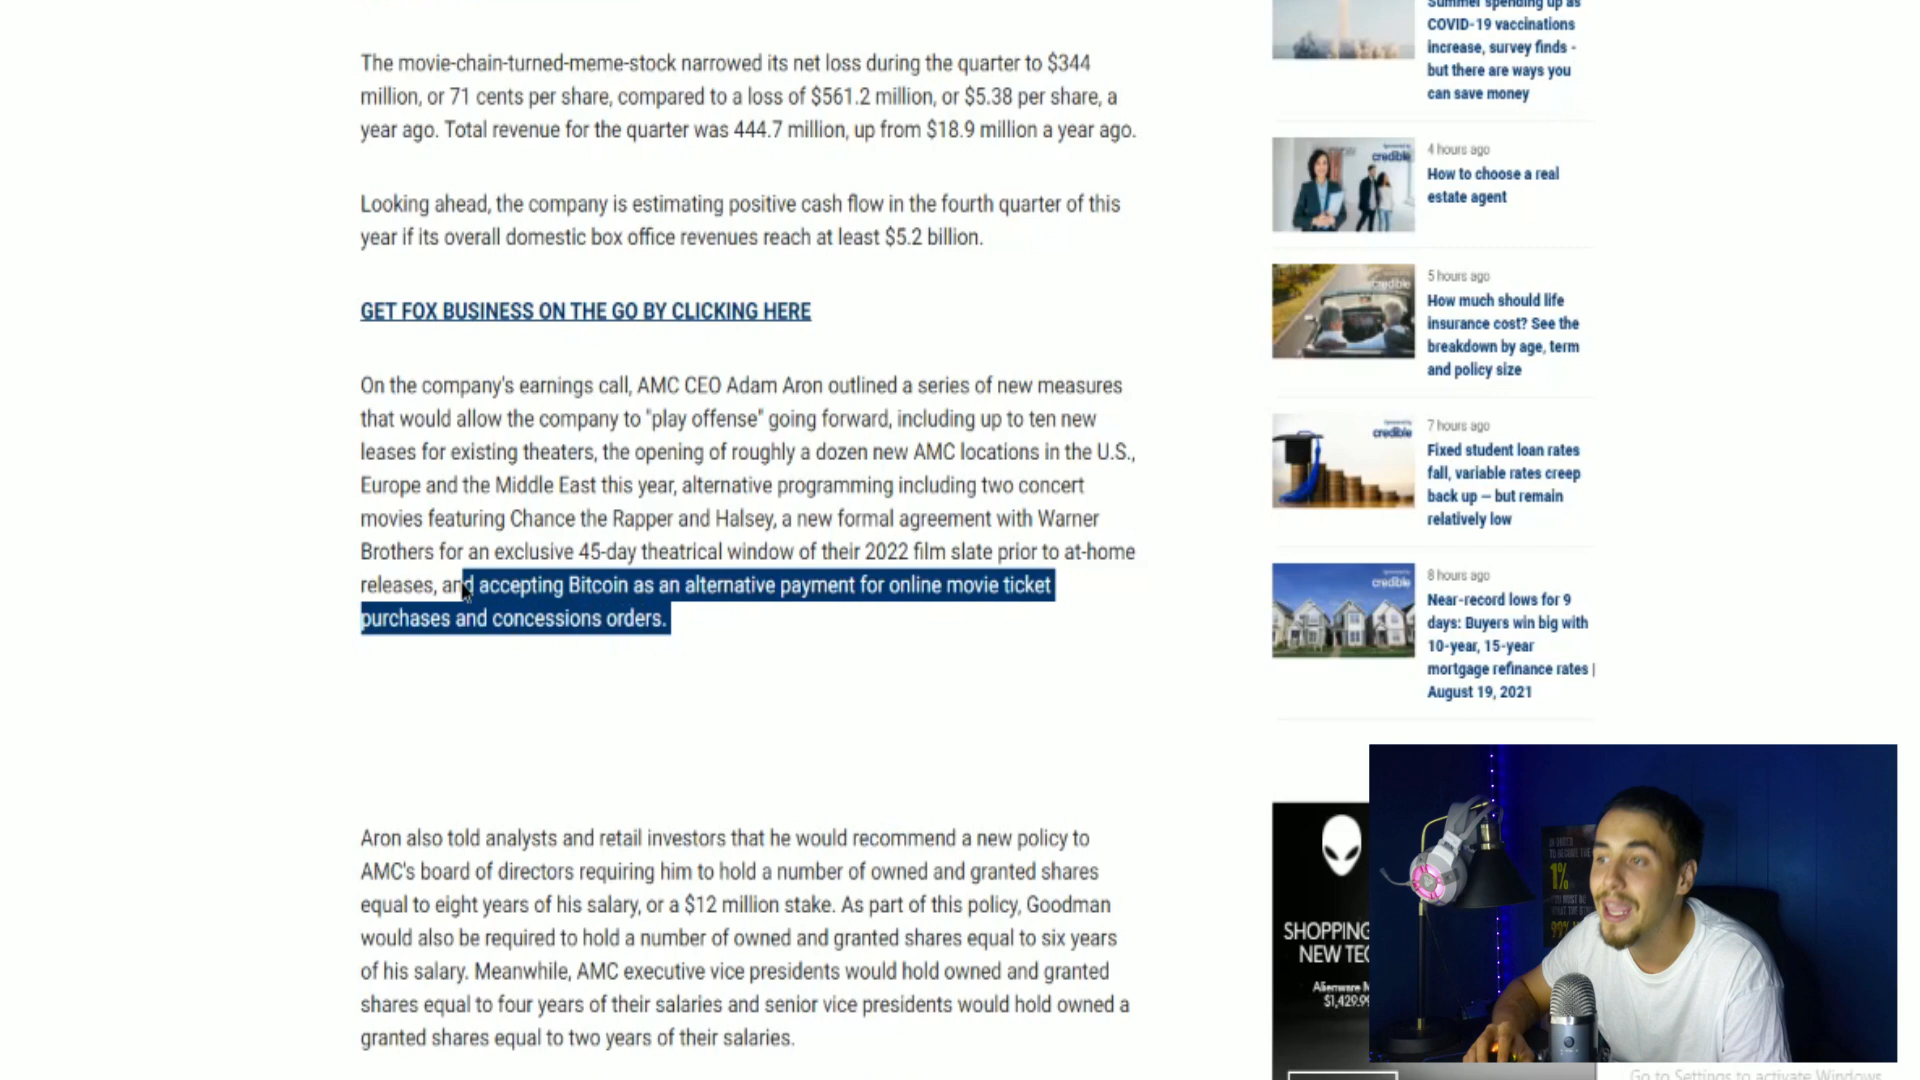 The movie-chain-turned-meme-stock narrowed its net loss during the quarter to $344
million, or 71 cents per share, compared to a loss of $561.2 million, or $5.38 per share, a
year ago. Total revenue for the quarter was 444.7 million, up from $18.9 million a year ago.
Looking ahead, the company is estimating positive cash flow in the fourth quarter of this
year if its overall domestic box office revenues reach at least $5.2 billion.
GET FOX BUSINESS ON THE GO BY CLICKING HERE
On the company's earnings call, AMC CEO Adam Aron outlined a series of new measures
that would allow the company to "play offense" going forward, including up to ten new
leases for existing theaters, the opening of roughly a dozen new AMC locations in the U.S.,
Europe and the Middle East this year, alternative programming including two concert
movies featuring Chance the Rapper and Halsey, a new formal agreement with Warner
Brothers for an exclusive 45-day theatrical window of their 2022 film slate prior to at-home
releases, and accepting Bitcoin as an alternative payment for online movie ticket
purchases and concessions orders.
Aron also told analysts and retail investors that he would recommend a new policy to
AMC's board of directors requiring him to hold a number of owned and granted shares
equal to eight years of his salary, or a $12 million stake. As part of this policy, Goodman
would also be required to hold a number of owned and granted shares equal to six years
of his salary. Meanwhile, AMC executive vice presidents would hold owned and granted
shares equal to four years of their salaries and senior vice presidents would hold owned a
granted shares equal to two years of their salaries.
Summer spending up as
COVID-19 vaccinations
increase, survey finds -
but there are ways you
can save money
credible
4 hours ago
How to choose a real
estate agent
credible
5 hours ago
How much should life
insurance cost? See the
breakdown by age, term
and policy size
credible
7 hours ago
Fixed student loan rates
fall, variable rates creep
back up — but remain
relatively low
credible
8 hours ago
Near-record lows for 9
days: Buyers win big with
10-year, 15-year
mortgage refinance rates |
August 19, 2021
SHOPPING
NEW TEC
Alienware M
$1,429.99
1%
99%
Go to Settings to activate Windows